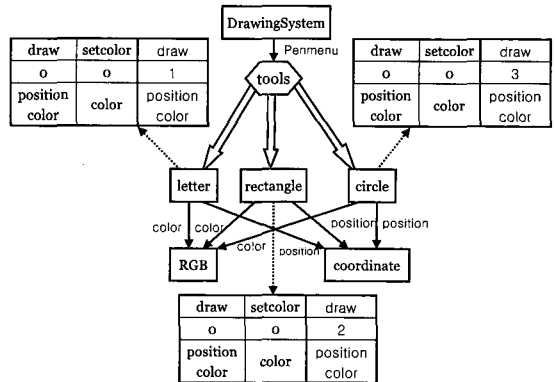 DrawingSystem
Penmenu
tools
draw setcolor draw
o o 1
position color position
color color
draw setcolor draw
o o 3
position color position
color color
letter rectangle circle
color color color position position position
RGB coordinate
draw setcolor draw
o o 2
position color position
color color